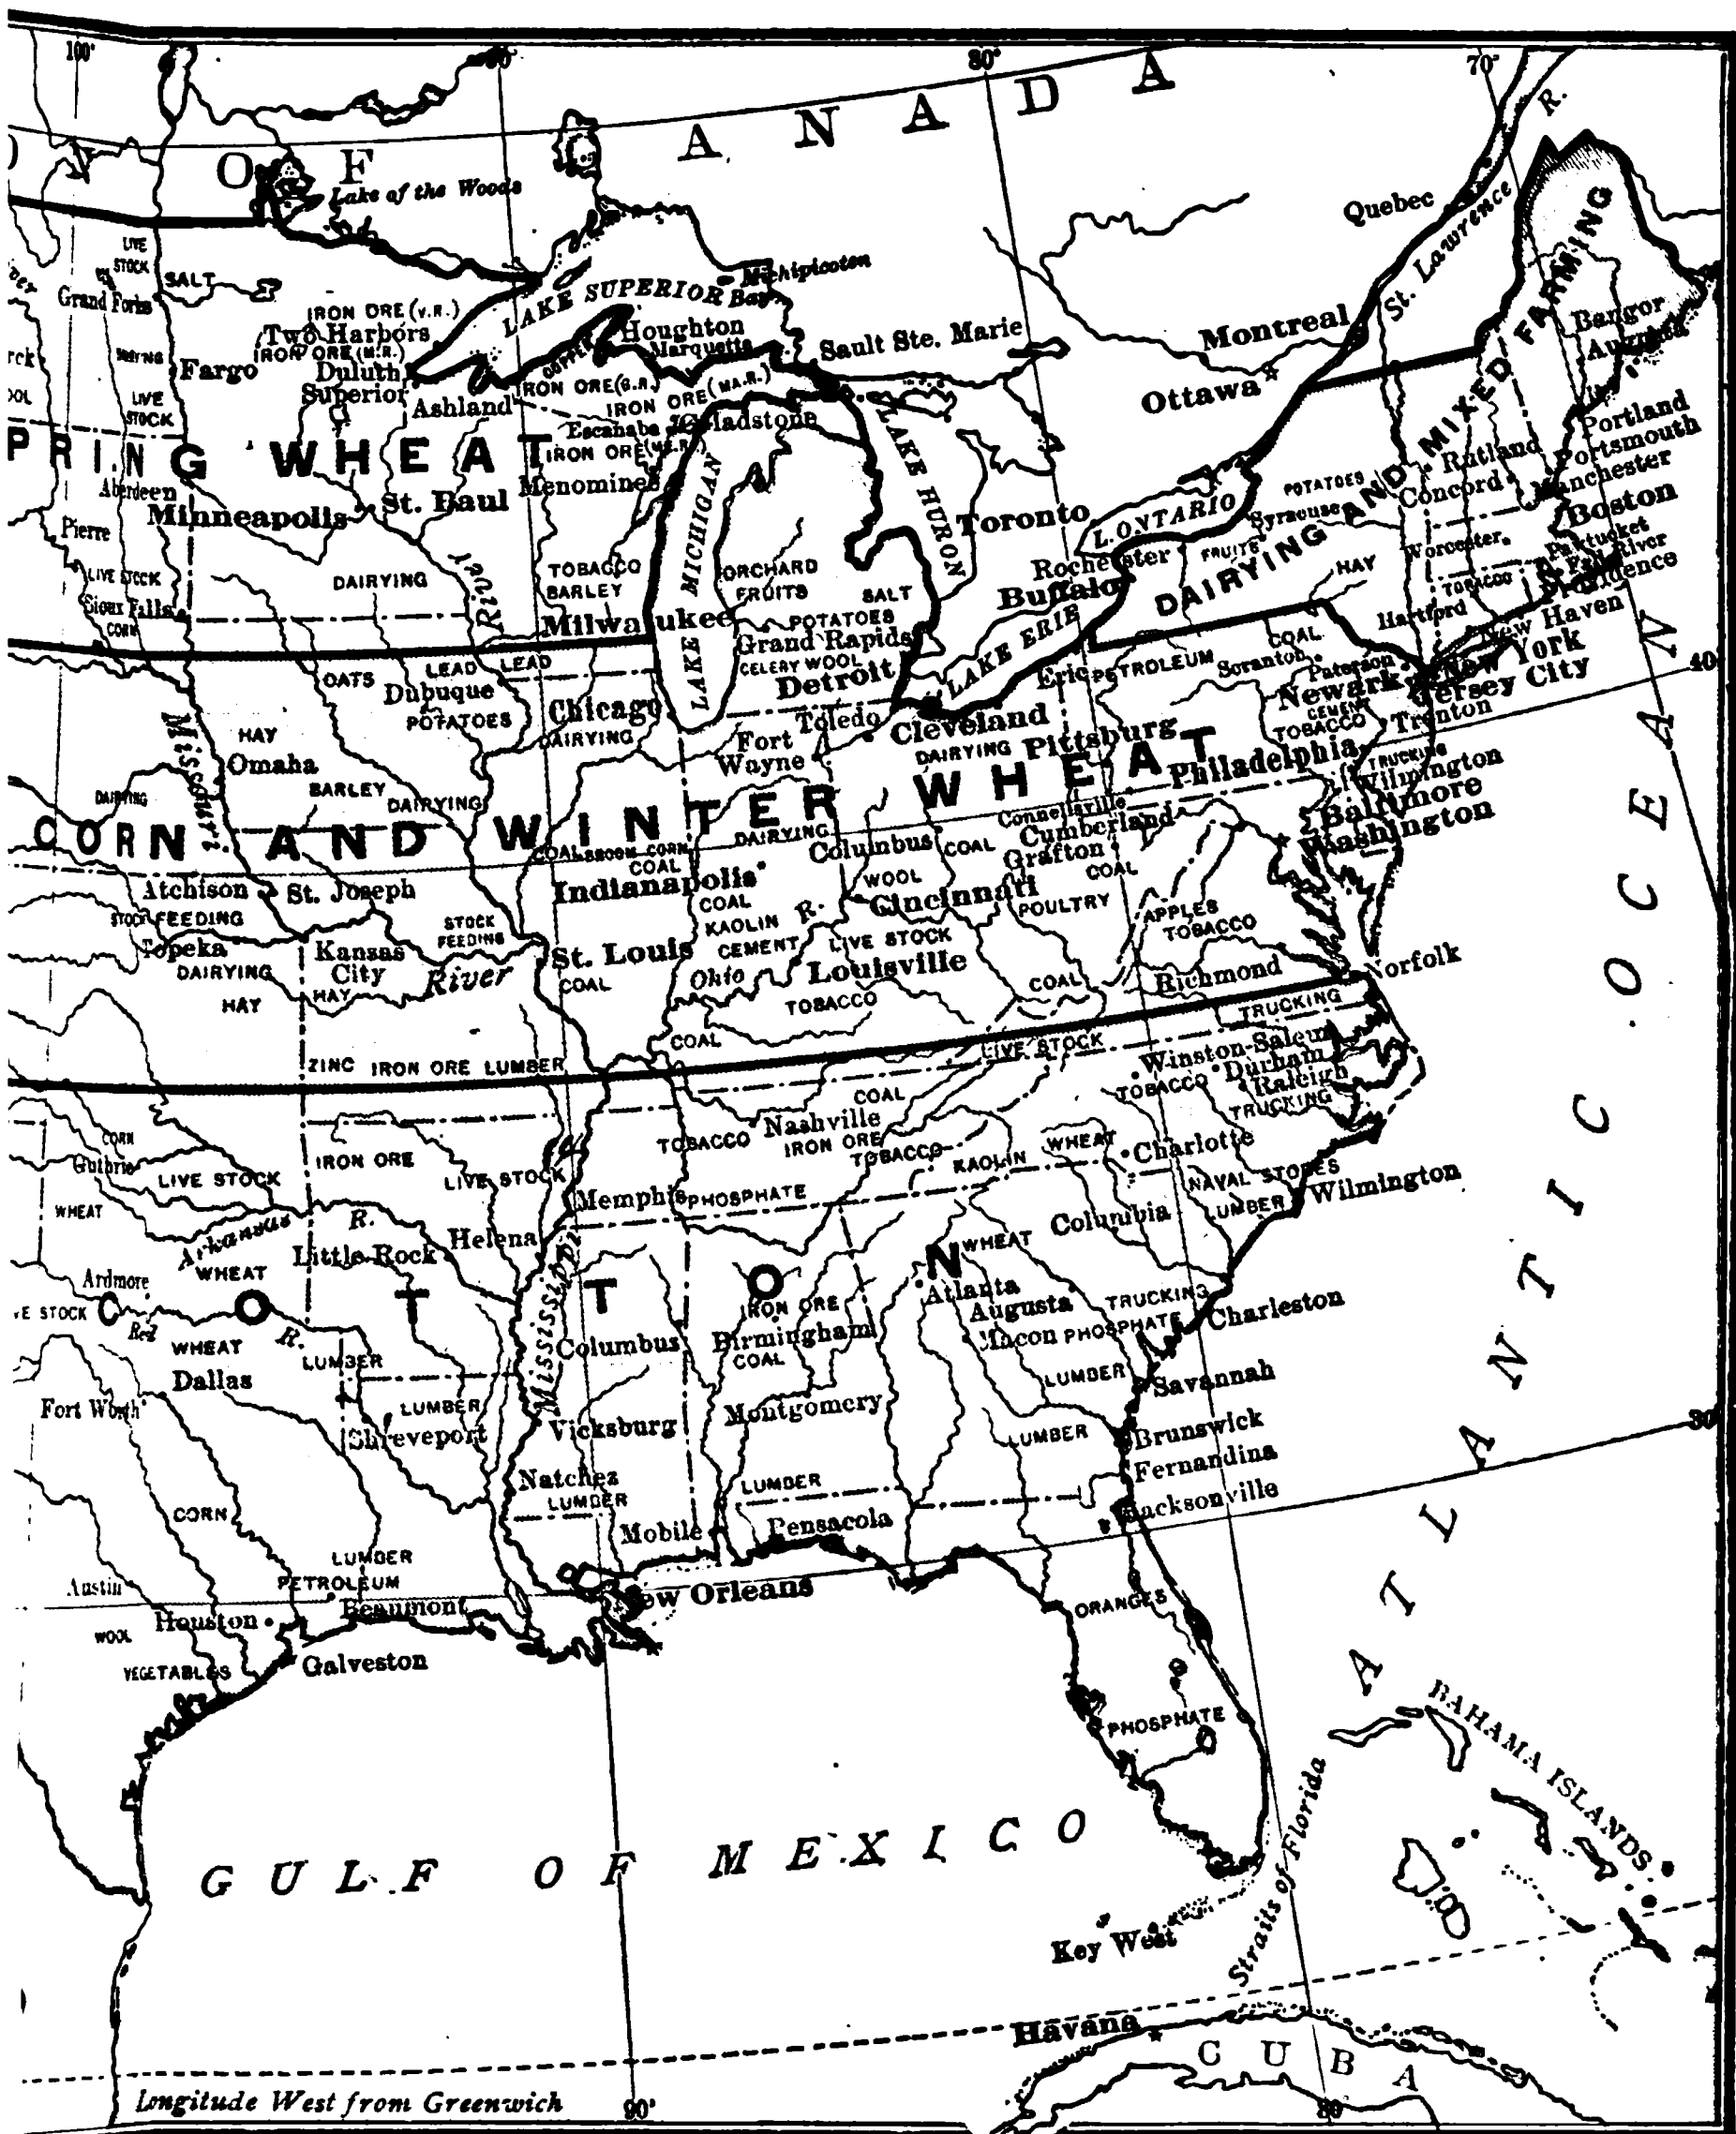 100°
80°
70°
OF
CANADA
R.
Lake of the Woods
Quebec
St. Lawrence
LIVE
STOCK
SALT
Grand Forks
Michipicoten
Bay
LAKE SUPERIOR
IRON ORE (V.R.)
Two Harbors
IRON ORE (M.R.)
Houghton
Marquette
COPPER
Sault Ste. Marie
Montreal
Bangor
Augusta
Fargo
Duluth
Superior
Ashland
IRON ORE (G.R.)
IRON ORE (MA.R.)
Ottawa
LIVE
STOCK
Escanaba
Gladstone
LAKE HURON
Portland
Portsmouth
Manchester
Rutland
Concord
DAIRYING AND MIXED FARMING
SPRING WHEAT
IRON ORE (ME.R.)
Menominee
Aberdeen
Minneapolis
St. Paul
Pierre
LAKE MICHIGAN
Toronto
L. ONTARIO
POTATOES
Syracuse
Boston
Pawtucket
Fall River
Providence
Worcester
Rochester
FRUITS
HAY
LIVE STOCK
DAIRYING
River
TOBACCO
BARLEY
ORCHARD
FRUITS
SALT
Buffalo
TOBACCO
Hartford
New Haven
Sioux Falls
CORN
Milwaukee
POTATOES
Grand Rapids
CELERY WOOL
Detroit
LAKE ERIE
Erie
PETROLEUM
COAL
Scranton
Paterson
New York
Newark
Jersey City
40°
OATS
LEAD
LEAD
Dubuque
POTATOES
Chicago
DAIRYING
Toledo
Cleveland
CEMENT
TOBACCO
Trenton
Missouri
HAY
Omaha
Fort
Wayne
DAIRYING
Pittsburg
Philadelphia
TRUCKING
Wilmington
DAIRYING
BARLEY
DAIRYING
Connellsville
Baltimore
Washington
CORN AND WINTER WHEAT
COAL
BROOM CORN
COAL
DAIRYING
Columbus
COAL
Cumberland
Grafton
COAL
Indianapolis
Atchison
St. Joseph
WOOL
Cincinnati
POULTRY
STOCK FEEDING
STOCK
FEEDING
COAL
KAOLIN
CEMENT
R.
LIVE STOCK
APPLES
TOBACCO
Topeka
Kansas
City
River
St. Louis
COAL
Ohio
Louisville
Richmond
Norfolk
DAIRYING
HAY
HAY
TOBACCO
COAL
COAL
TRUCKING
ZINC
IRON ORE
LUMBER
LIVE STOCK
Winston-Salem
Durham
Raleigh
TOBACCO
TRUCKING
COAL
Nashville
IRON ORE
TOBACCO
TOBACCO
WHEAT
KAOLIN
Charlotte
CORN
Guthrie
LIVE STOCK
IRON ORE
LIVE STOCK
Memphis
PHOSPHATE
NAVAL STORES
LUMBER
Wilmington
WHEAT
Arkansas
R.
Helena
Little Rock
WHEAT
Columbia
WHEAT
Ardmore
LIVE STOCK
COTTON
Red
R.
Mississippi
IRON ORE
Atlanta
Augusta
TRUCKING
Charleston
WHEAT
Dallas
LUMBER
Columbus
Birmingham
COAL
Macon
PHOSPHATE
LUMBER
Savannah
Fort Worth
LUMBER
Shreveport
Vicksburg
Montgomery
LUMBER
Brunswick
Fernandina
30°
Natchez
LUMBER
LUMBER
Jacksonville
CORN
Mobile
Pensacola
LUMBER
PETROLEUM
Beaumont
Austin
New Orleans
ORANGES
Houston
WOOL
VEGETABLES
Galveston
PHOSPHATE
ATLANTIC OCEAN
BAHAMA ISLANDS
GULF OF MEXICO
Straits of Florida
Key West
Havana
CUBA
Longitude West from Greenwich
90°
80